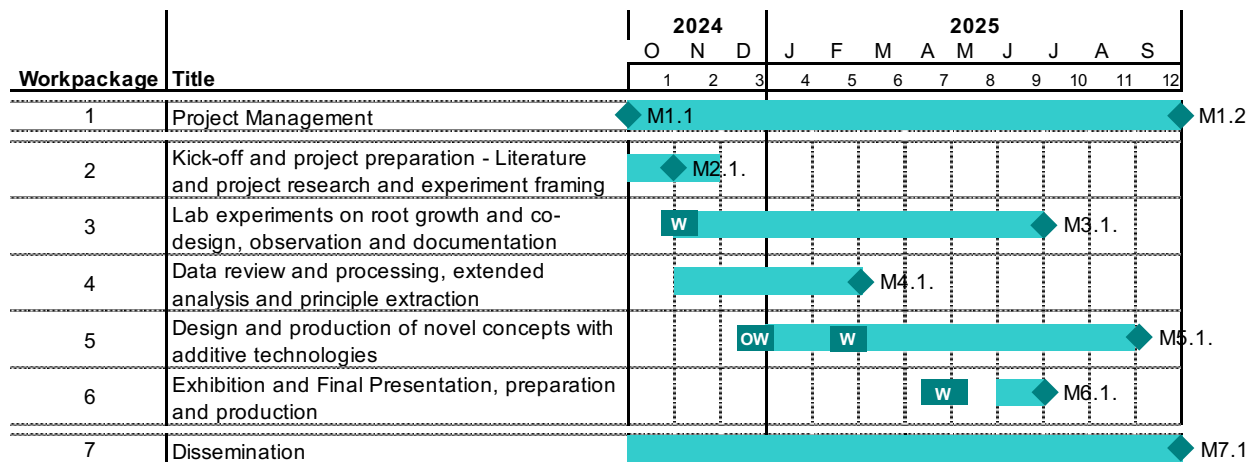 2024 2025
O N D J F M A M J J A S
Workpackage Title 1 2 3 4 5 6 7 8 9 10 11 12
1 Project Management M1.1 M1.2
2 Kick-off and project preparation - Literature
and project research and experiment framing M2.1.
3 Lab experiments on root growth and co-
design, observation and documentation W M3.1.
4 Data review and processing, extended
analysis and principle extraction M4.1.
5 Design and production of novel concepts with
additive technologies OW W M5.1.
6 Exhibition and Final Presentation, preparation
and production W M6.1.
7 Dissemination M7.1